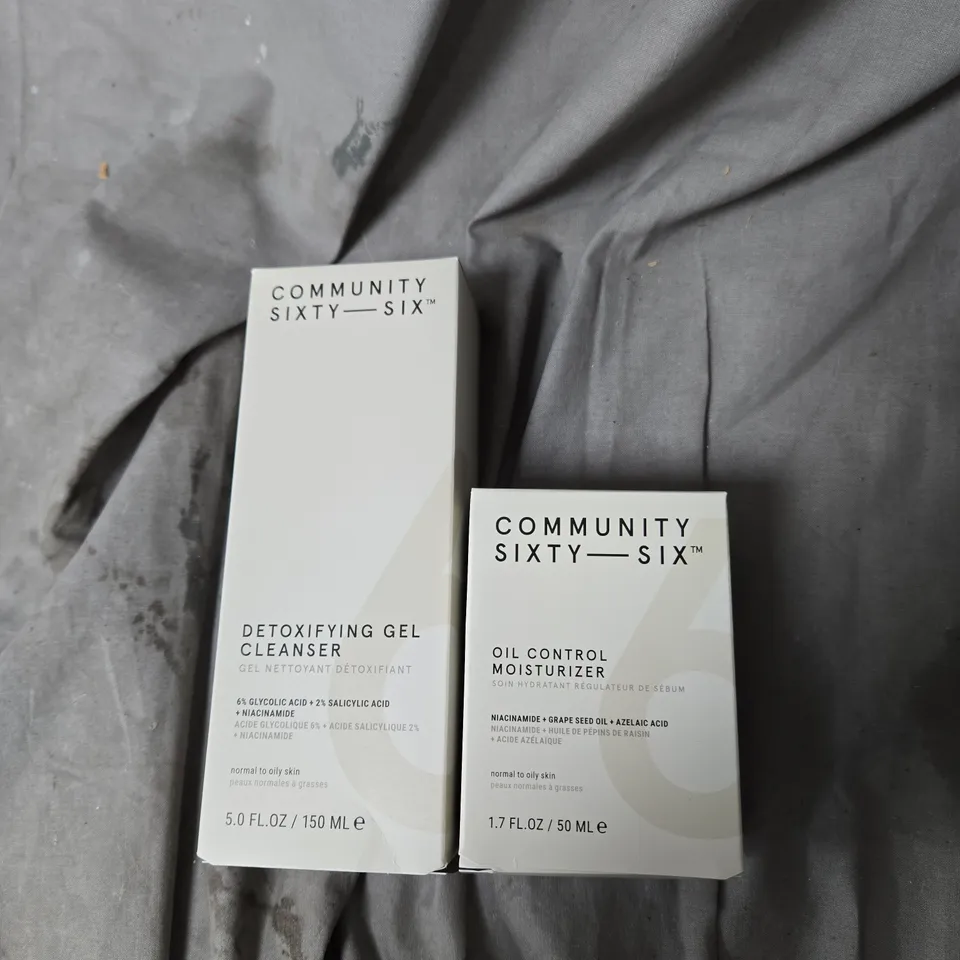 COMMUNITY
SIXTY—SIX™
DETOXIFYING GEL
CLEANSER
GEL NETTOYANT DÉTOXIFIANT
6% GLYCOLIC ACID + 2% SALICYLIC ACID
+ NIACINAMIDE
ACIDE GLYCOLIQUE 6% + ACIDE SALICYLIQUE 2%
+ NIACINAMIDE
normal to oily skin
peaux normales à grasses
5.0 FL.OZ / 150 ML ℮
COMMUNITY
SIXTY—SIX™
OIL CONTROL
MOISTURIZER
SOIN HYDRATANT RÉGULATEUR DE SÉBUM
NIACINAMIDE + GRAPE SEED OIL + AZELAIC ACID
NIACINAMIDE + HUILE DE PÉPINS DE RAISIN
+ ACIDE AZÉLAÏQUE
normal to oily skin
peaux normales à grasses
1.7 FL.OZ / 50 ML ℮